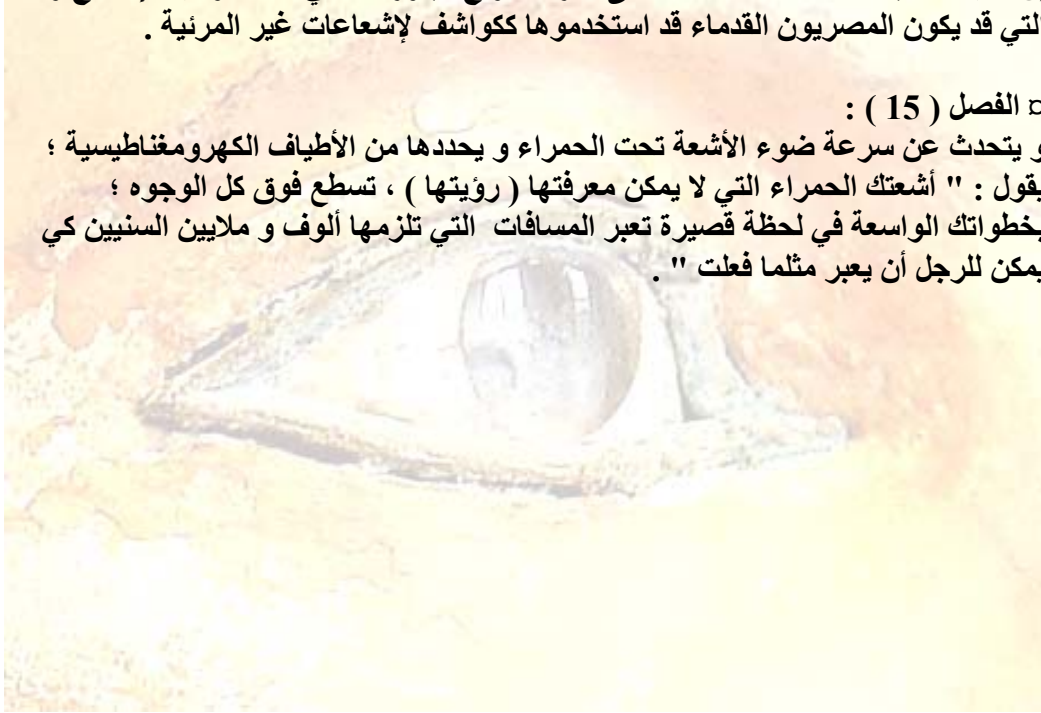 التي قد يكون المصريون القدماء قد استخدموها ككواشف لإشعاعات غير المرئية .
¤ الفصل ( 15 ) :
و يتحدث عن سرعة ضوء الأشعة تحت الحمراء و يحددها من الأطياف الكهرومغناطيسية ؛
يقول : " أشعتك الحمراء التي لا يمكن معرفتها ( رؤيتها ) ، تسطع فوق كل الوجوه ؛
بخطواتك الواسعة في لحظة قصيرة تعبر المسافات التي تلزمها ألوف و ملايين السنيين كي
يمكن للرجل أن يعبر مثلما فعلت " .